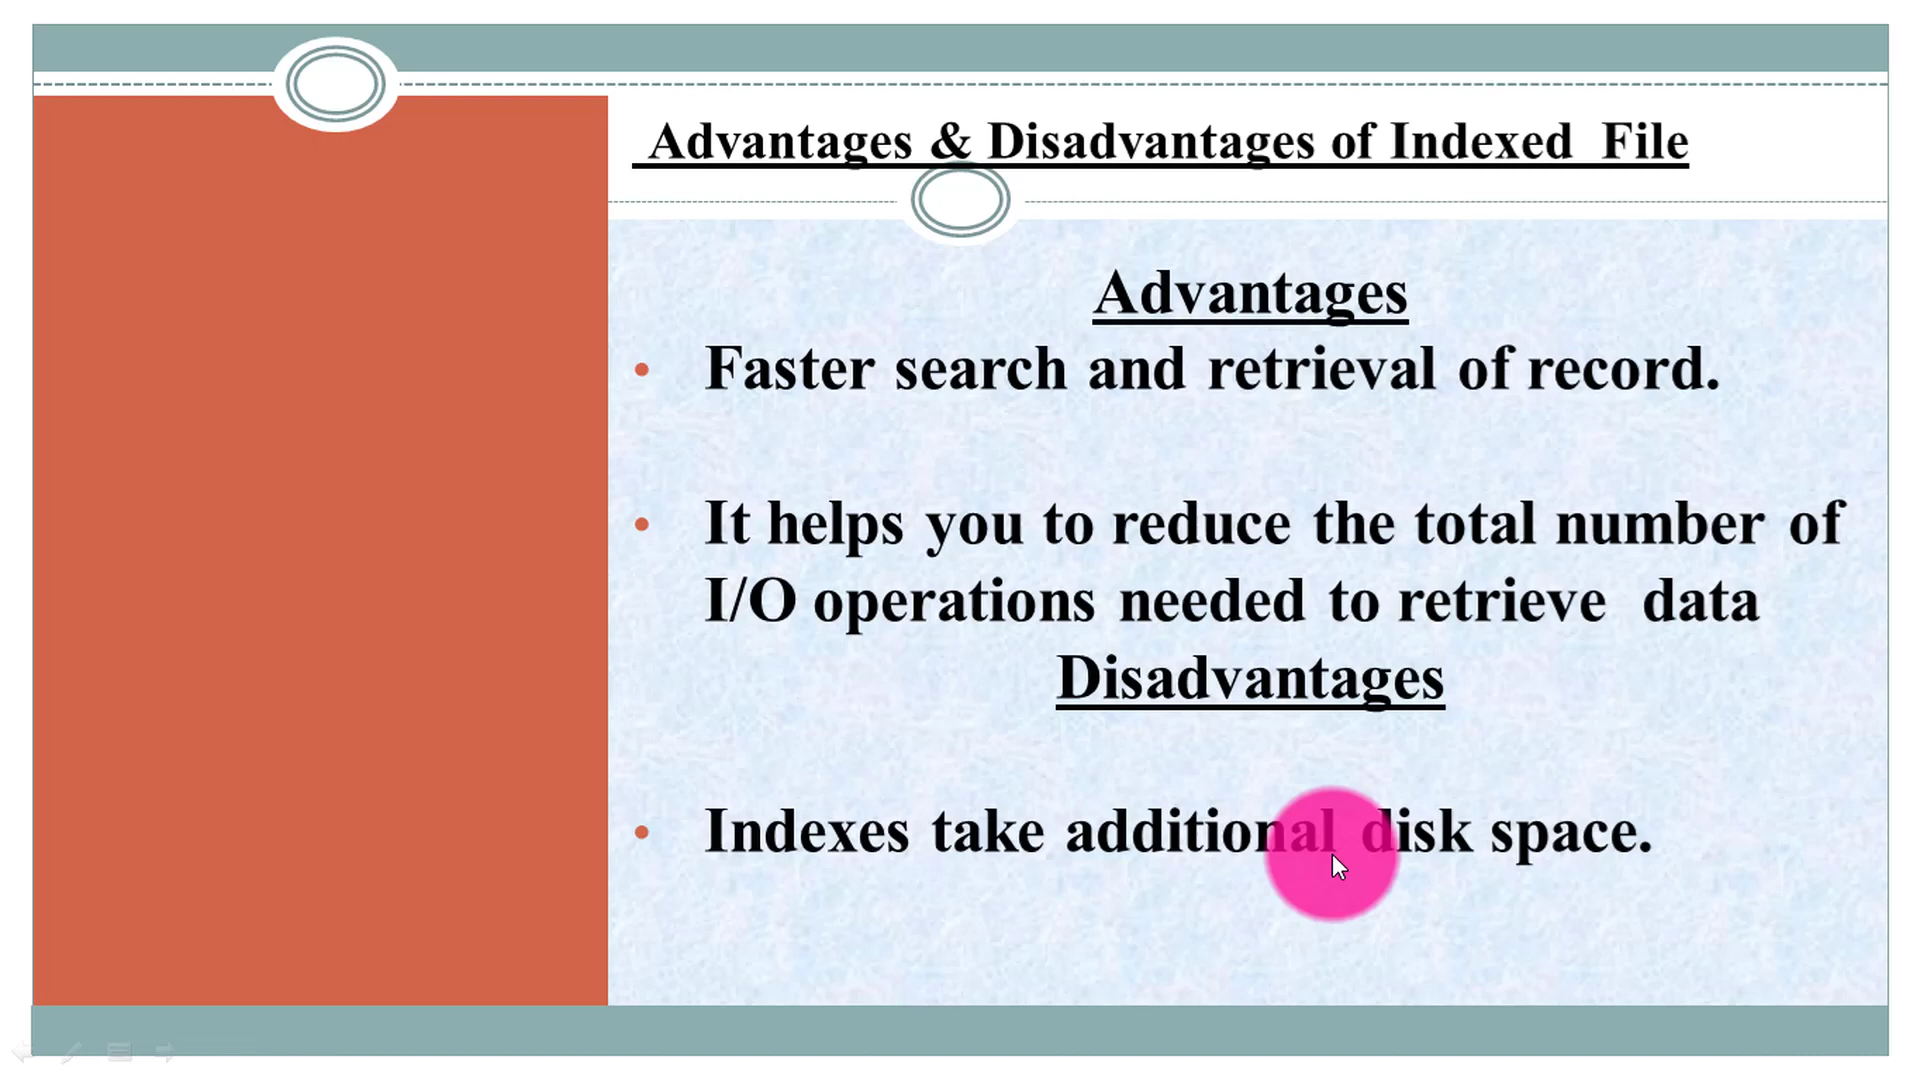 Advantages & Disadvantages of Indexed File
Advantages
• Faster search and retrieval of record.
• It helps you to reduce the total number of
I/O operations needed to retrieve data
Disadvantages
• Indexes take additional disk space.